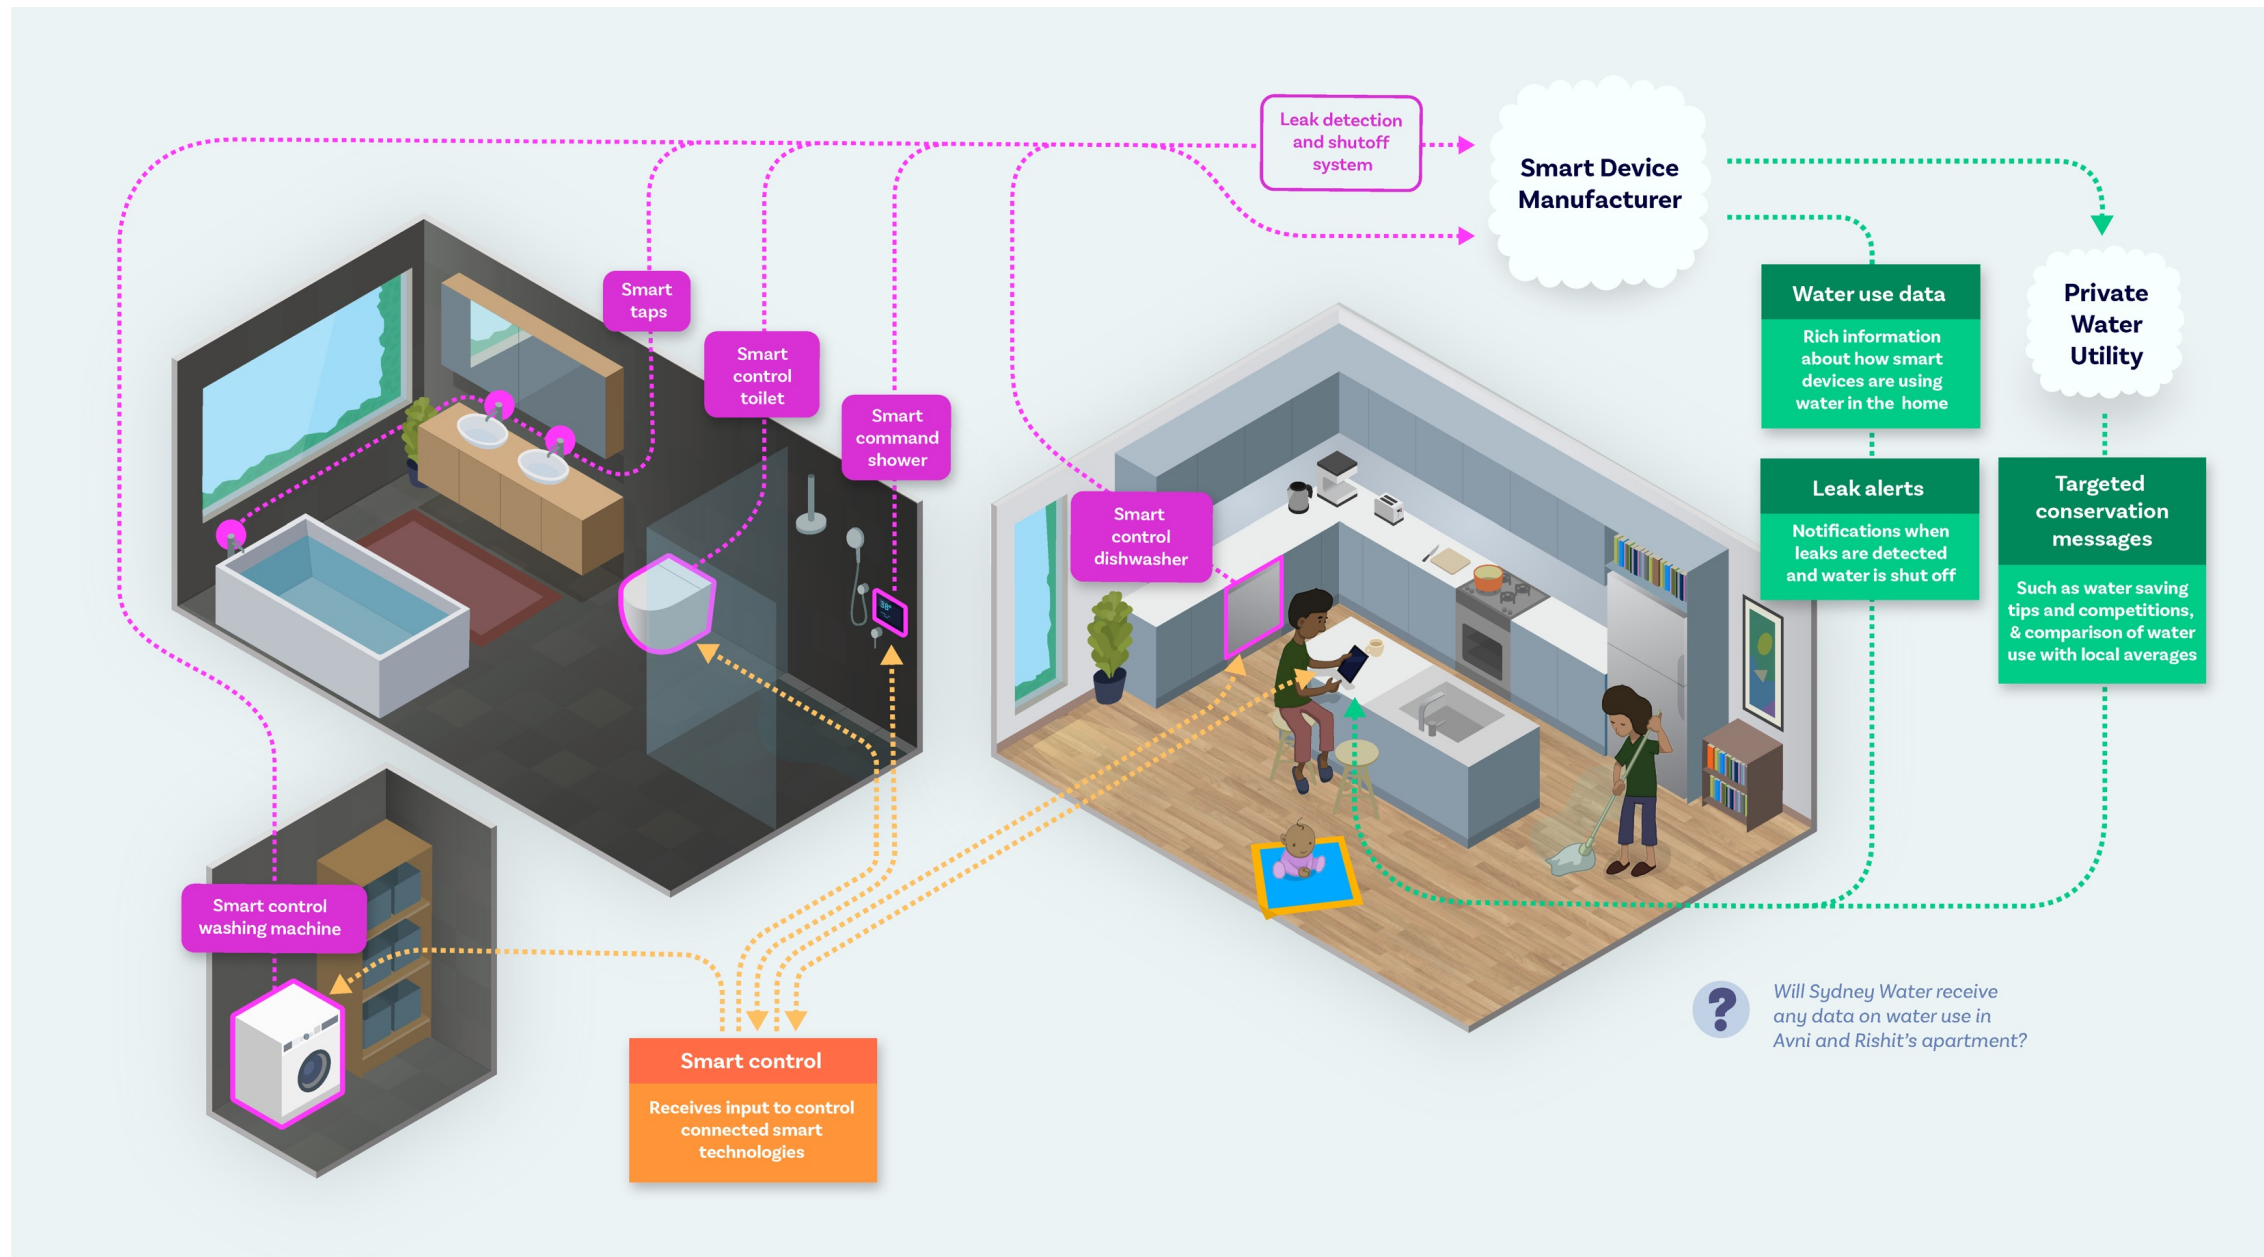 Leak detection
and shutoff
system
Smart Device
Manufacturer
Smart
taps
Smart
control
toilet
Smart
command
shower
Water use data
Rich information
about how smart
devices are using
water in the home
Private
Water
Utility
Leak alerts
Notifications when
leaks are detected
and water is shut off
Targeted
conservation
messages
Such as water saving
tips and competitions,
& comparison of water
use with local averages
Smart
control
dishwasher
38°
Smart control
washing machine
Smart control
Receives input to control
connected smart
technologies
?
Will Sydney Water receive
any data on water use in
Avni and Rishit's apartment?